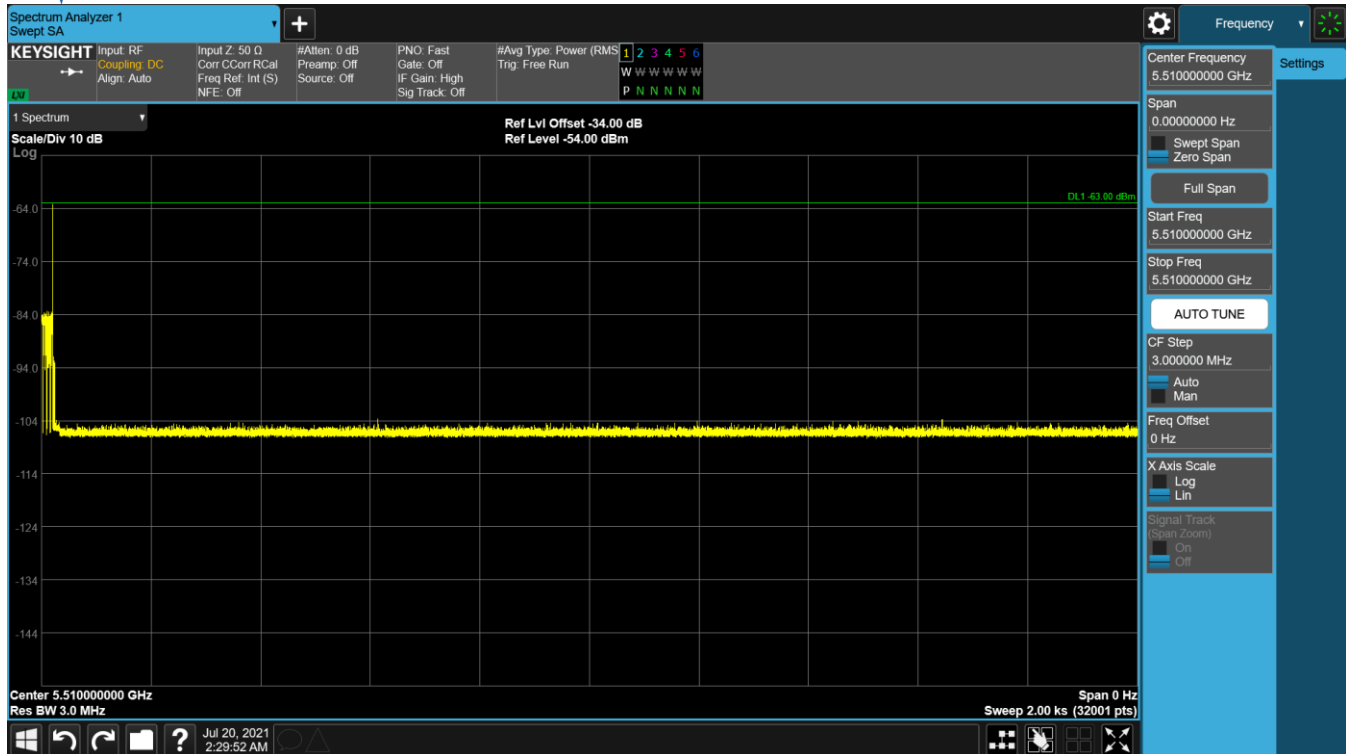 Spectrum Analyzer 1
Swept SA
Frequency
KEYSIGHT
Input: RF
Coupling: DC
Align: Auto
Input Z: 50 Ω
Corr CCorr RCal
Freq Ref: Int (S)
NFE: Off
#Atten: 0 dB
Preamp: Off
Source: Off
PNO: Fast
Gate: Off
IF Gain: High
Sig Track: Off
#Avg Type: Power (RMS
Trig: Free Run
1 2 3 4 5 6
W W W W W W
P N N N N N
LXI
1 Spectrum
Scale/Div 10 dB
Log
Ref Lvl Offset -34.00 dB
Ref Level -54.00 dBm
DL1 -63.00 dBm
-64.0
-74.0
-84.0
-94.0
-104
-114
-124
-134
-144
Center 5.510000000 GHz
Res BW 3.0 MHz
Span 0 Hz
Sweep 2.00 ks (32001 pts)
Jul 20, 2021
2:29:52 AM
Center Frequency
5.510000000 GHz
Settings
Span
0.00000000 Hz
Swept Span
Zero Span
Full Span
Start Freq
5.510000000 GHz
Stop Freq
5.510000000 GHz
AUTO TUNE
CF Step
3.000000 MHz
Auto
Man
Freq Offset
0 Hz
X Axis Scale
Log
Lin
Signal Track
(Span Zoom)
On
Off